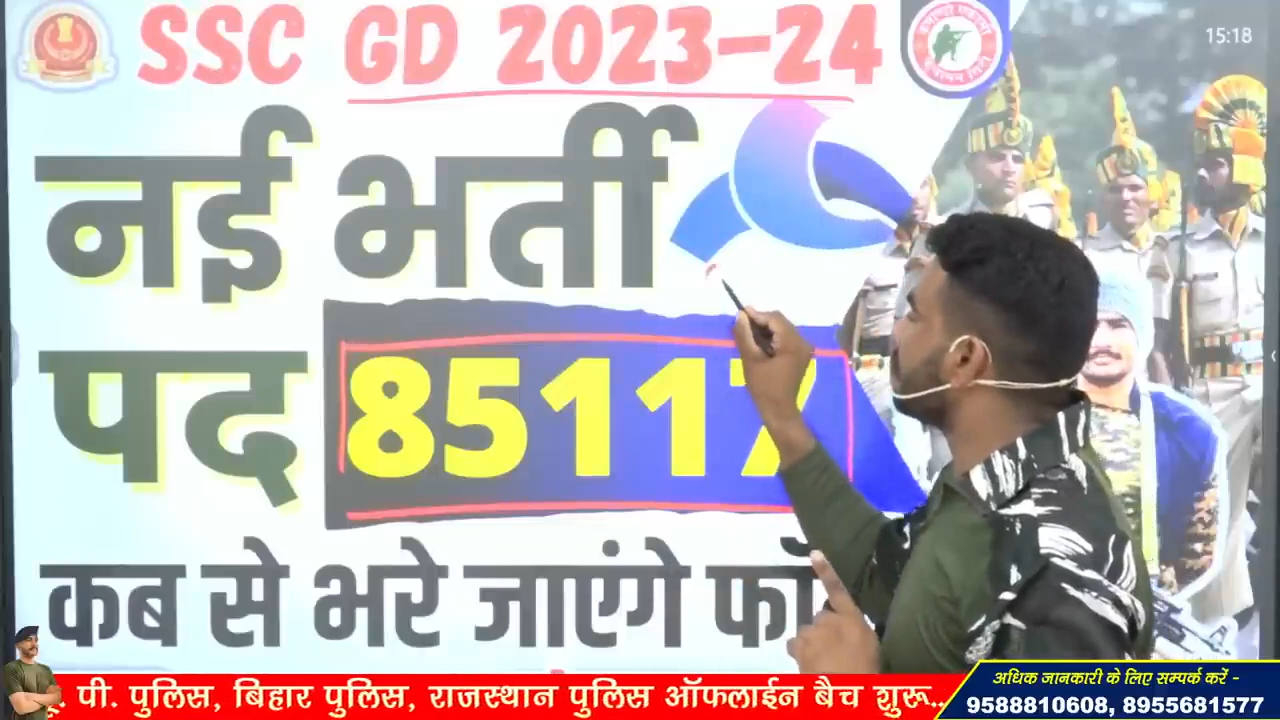 SSC GD 2023-24
15:18
नई भर्ती
पद 85117
कब से भरे जाएंगे
पी. पुलिस, बिहार पुलिस, राजस्थान पुलिस ऑफलाईन बैच शुरू..
अधिक जानकारी के लिए सम्पर्क करें -
9588810608, 8955681577